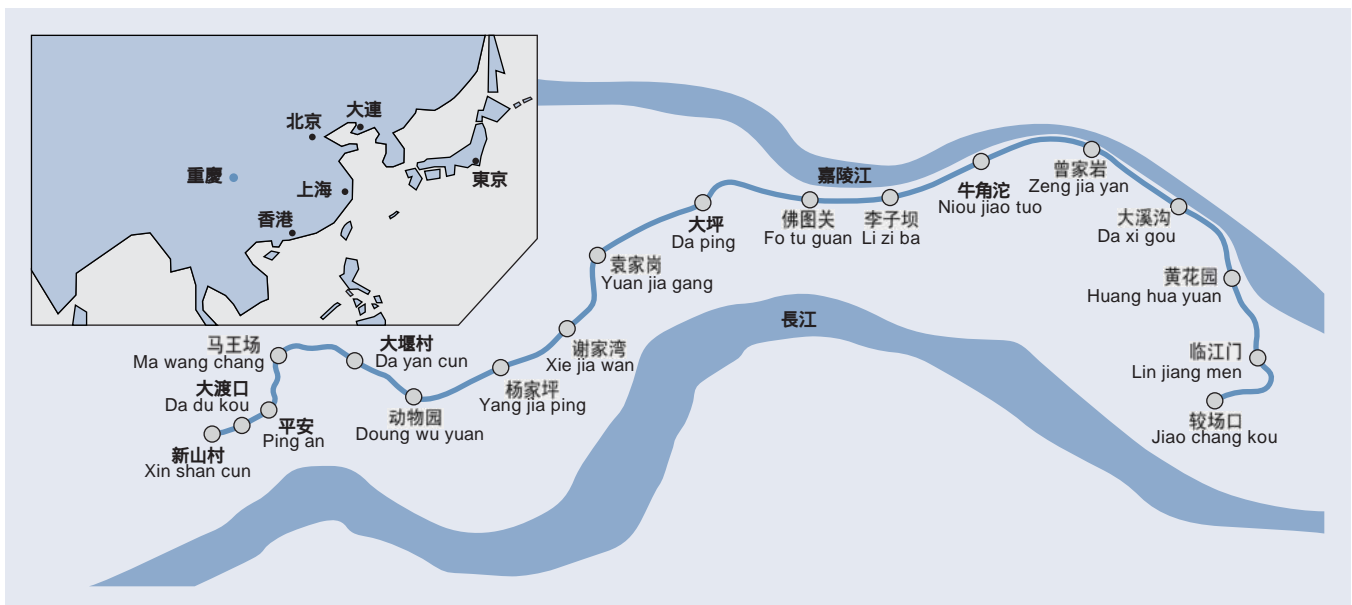 北京
大連
重慶
上海
東京
香港
嘉陵江
長江
新山村
Xin shan cun
大渡口
Da du kou
平安
Ping an
马王场
Ma wang chang
大堰村
Da yan cun
动物园
Doung wu yuan
杨家坪
Yang jia ping
谢家湾
Xie jia wan
袁家岗
Yuan jia gang
大坪
Da ping
佛图关
Fo tu guan
李子坝
Li zi ba
牛角沱
Niou jiao tuo
曾家岩
Zeng jia yan
大溪沟
Da xi gou
黄花园
Huang hua yuan
临江门
Lin jiang men
较场口
Jiao chang kou